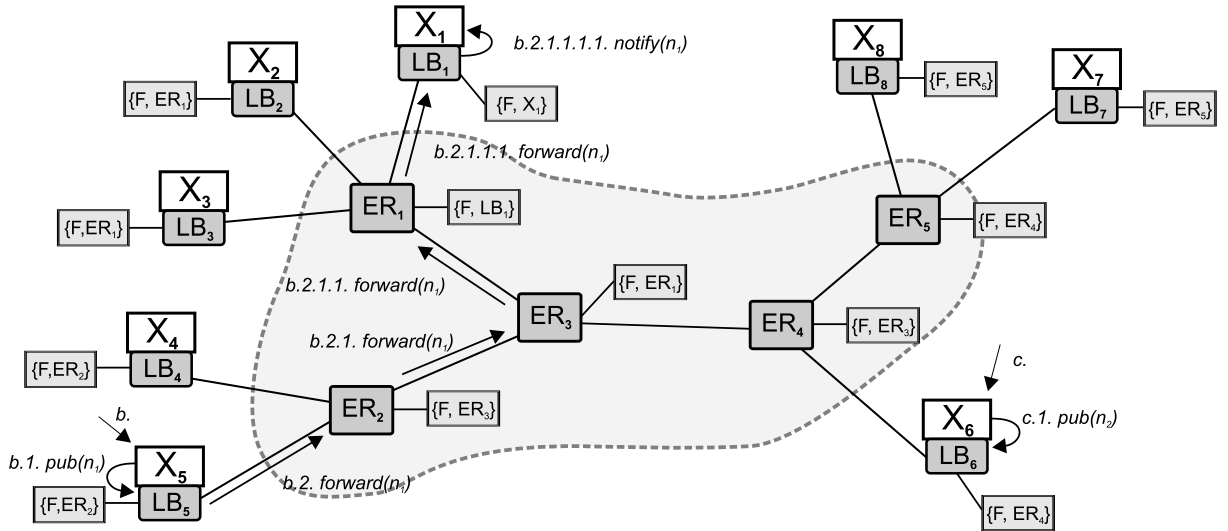 X₁
LB₁
b.2.1.1.1.1. notify(n₁)
{F, X₁}
X₂
LB₂
{F, ER₁}
X₈
LB₈
{F, ER₅}
X₇
LB₇
{F, ER₅}
b.2.1.1.1. forward(n₁)
X₃
LB₃
{F,ER₁}
ER₁
{F, LB₁}
ER₅
{F, ER₄}
b.2.1.1. forward(n₁)
ER₃
{F, ER₁}
ER₄
{F, ER₃}
X₄
LB₄
{F,ER₂}
b.2.1. forward(n₁)
ER₂
{F, ER₃}
c.
X₆
LB₆
c.1. pub(n₂)
{F, ER₄}
b.
b.1. pub(n₁)
X₅
LB₅
{F,ER₂}
b.2. forward(n₁)